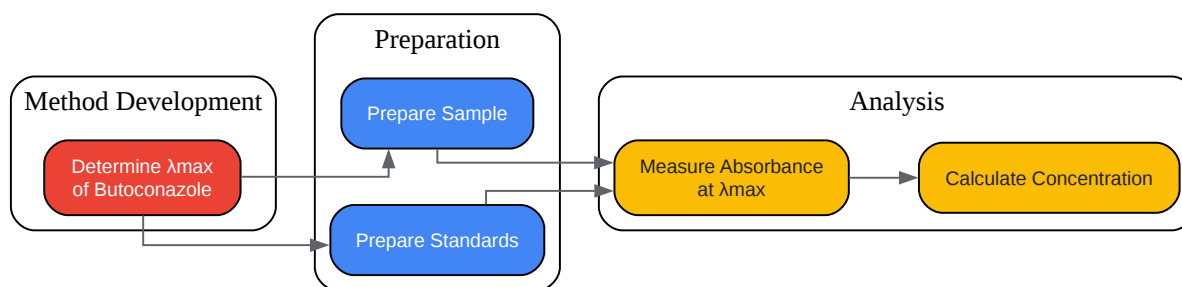 Method Development
Determine λmax
of Butoconazole
Preparation
Prepare Sample
Prepare Standards
Analysis
Measure Absorbance
at λmax
Calculate Concentration